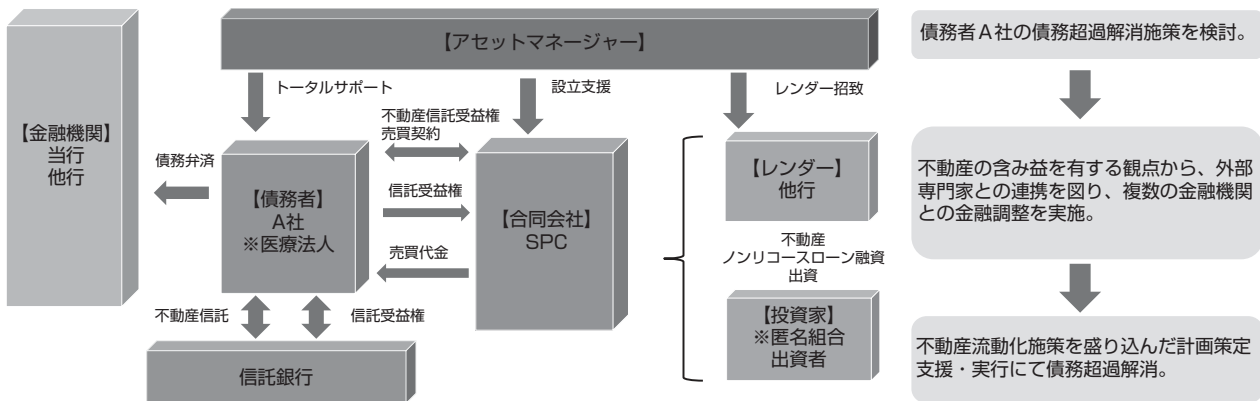 【アセットマネージャー】
トータルサポート
設立支援
レンダー招致
【金融機関】
当行
他行
債務弁済
不動産信託受益権
売買契約
【債務者】
A社
※医療法人
信託受益権
売買代金
【合同会社】
SPC
【レンダー】
他行
不動産
ノンリコースローン融資
出資
【投資家】
※匿名組合
出資者
不動産信託
信託受益権
信託銀行
債務者A社の債務超過解消施策を検討。
不動産の含み益を有する観点から、外部
専門家との連携を図り、複数の金融機関
との金融調整を実施。
不動産流動化施策を盛り込んだ計画策定
支援・実行にて債務超過解消。